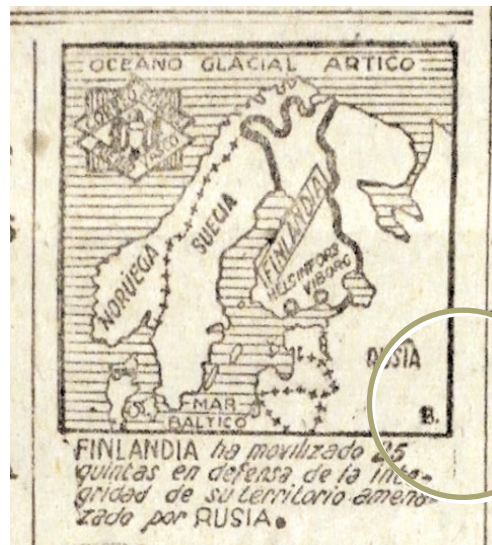 OCEANO GLACIAL ARTICO
NORUEGA
SUECIA
FINLANDIA
HELSINFORS
VIBORG
RUSIA
B.
MAR
BALTICO
FINLANDIA ha movilizado 25
quintas en defensa de la inte-
gridad de su territorio amena-
zado por RUSIA.